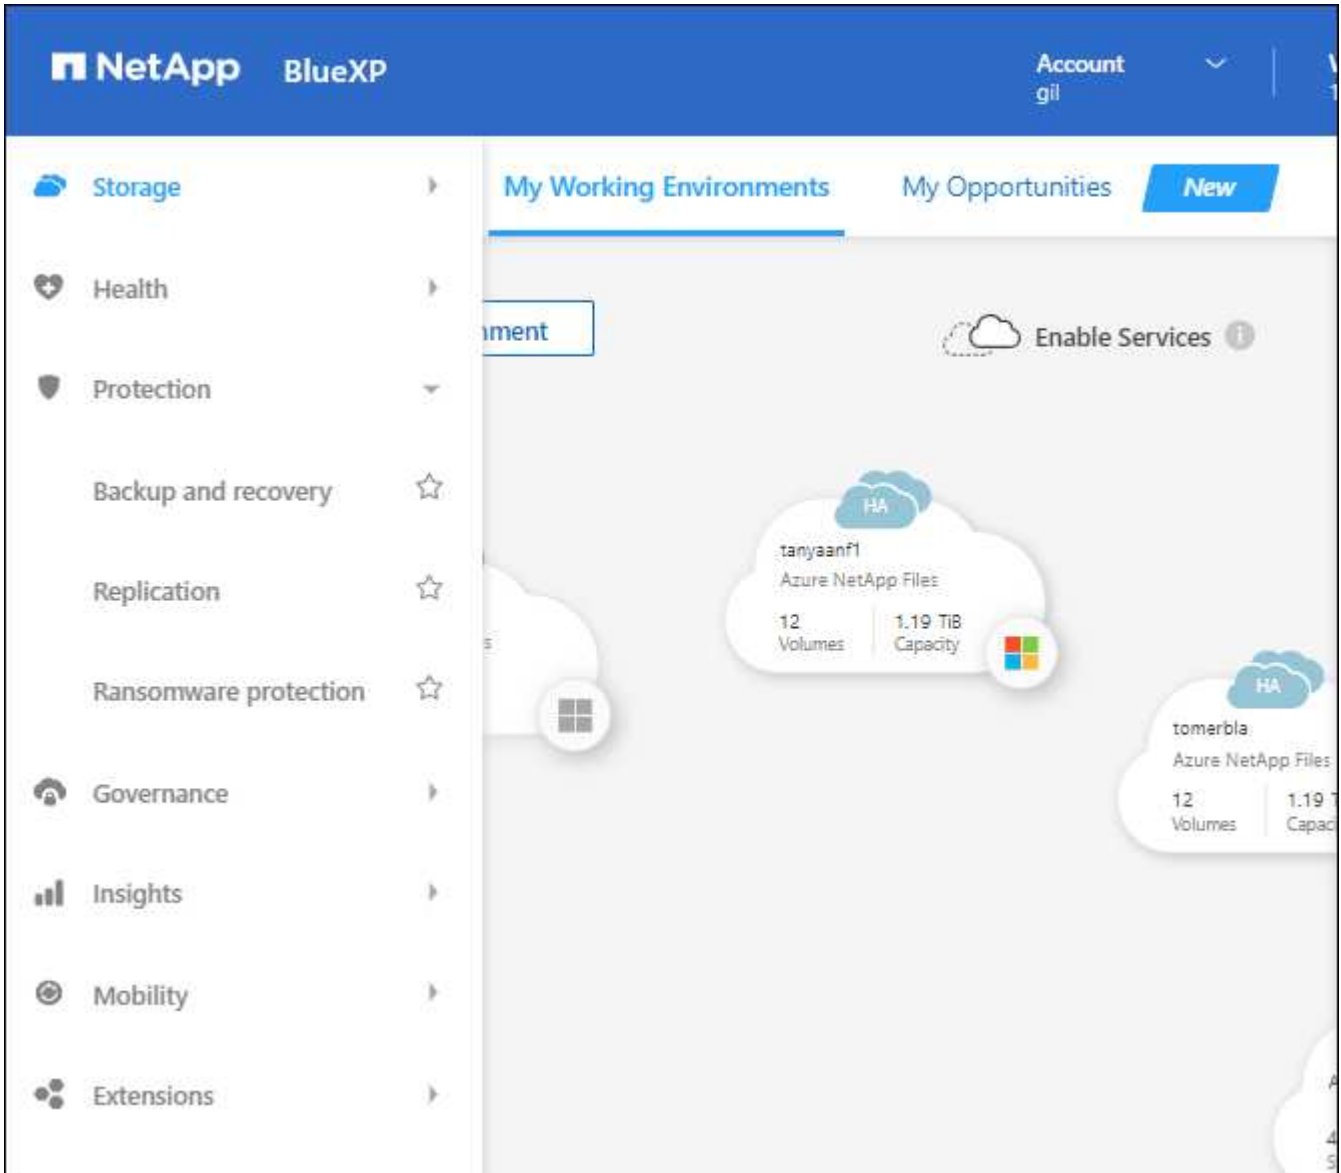 NetApp BlueXP
Account
gil
Storage
My Working Environments
My Opportunities
New
Health
Enable Services
Protection
Backup and recovery
Replication
Ransomware protection
Governance
Insights
Mobility
Extensions
HA
tanyaanf1
Azure NetApp Files
12 1.19 TiB
Volumes Capacity
HA
tomerbla
Azure NetApp Files
12 1.19
Volumes